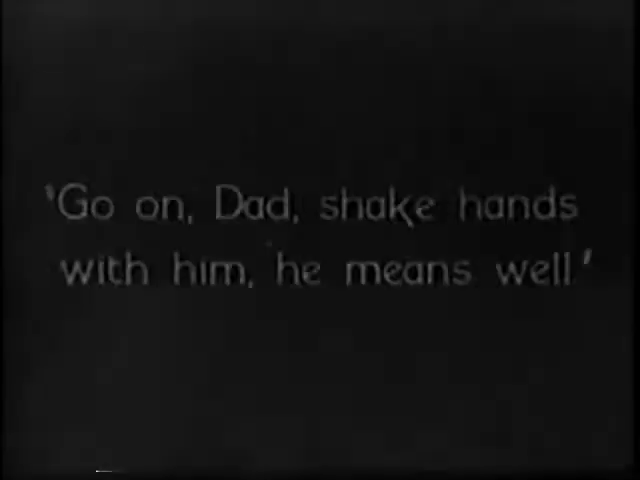 'Go on, Dad, shake hands
with him, he means well'